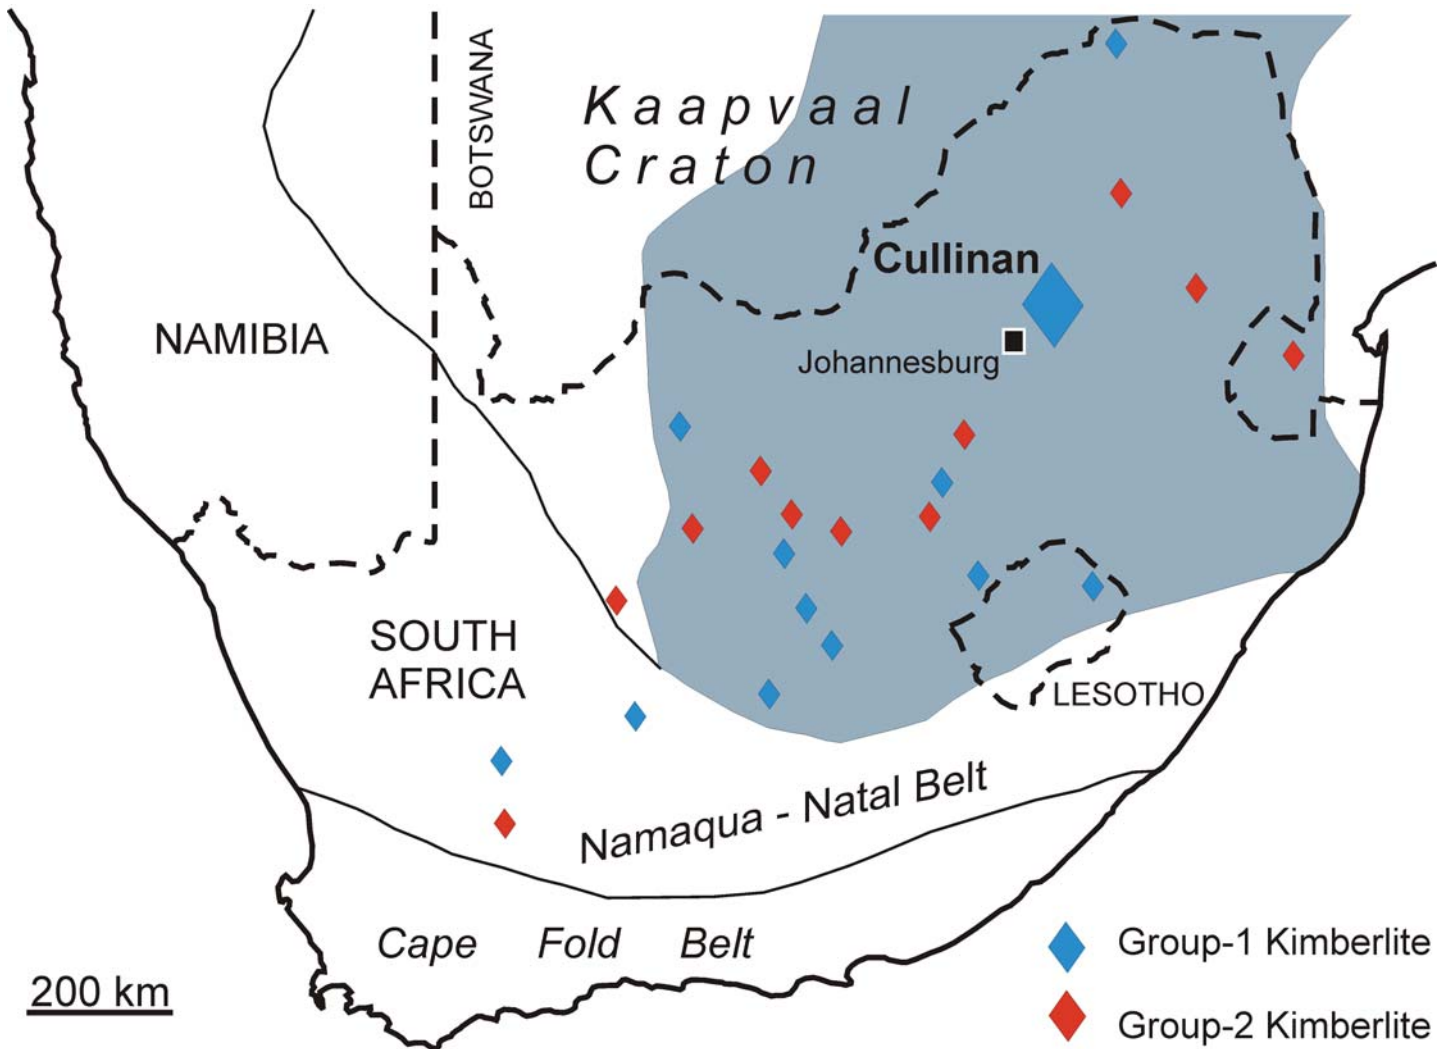 BOTSWANA
Kaapvaal
Craton
Cullinan
NAMIBIA
Johannesburg
SOUTH
AFRICA
LESOTHO
Namaqua - Natal Belt
Cape Fold Belt
200 km
Group-1 Kimberlite
Group-2 Kimberlite